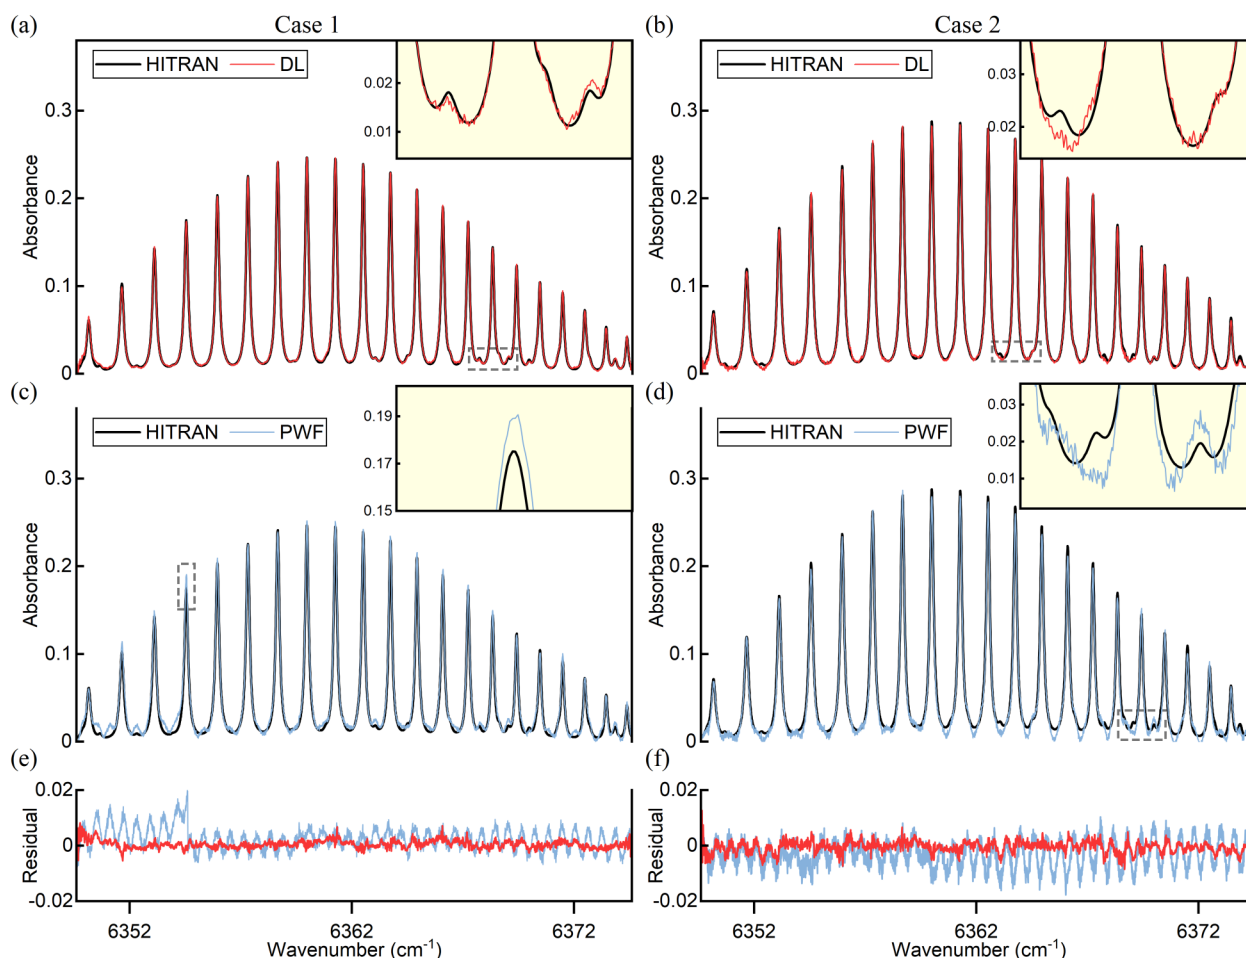 (a) Case 1
HITRAN DL
0.02
0.01
0.3
0.2
0.1
0
Absorbance
(b) Case 2
HITRAN DL
0.03
0.02
0.3
0.2
0.1
0
Absorbance
(c)
HITRAN PWF
0.19
0.17
0.15
0.3
0.2
0.1
0
Absorbance
(d)
HITRAN PWF
0.03
0.02
0.01
0.3
0.2
0.1
0
Absorbance
(e)
0.02
0
-0.02
Residual
6352 6362 6372
Wavenumber (cm⁻¹)
(f)
0.02
0
-0.02
Residual
6352 6362 6372
Wavenumber (cm⁻¹)